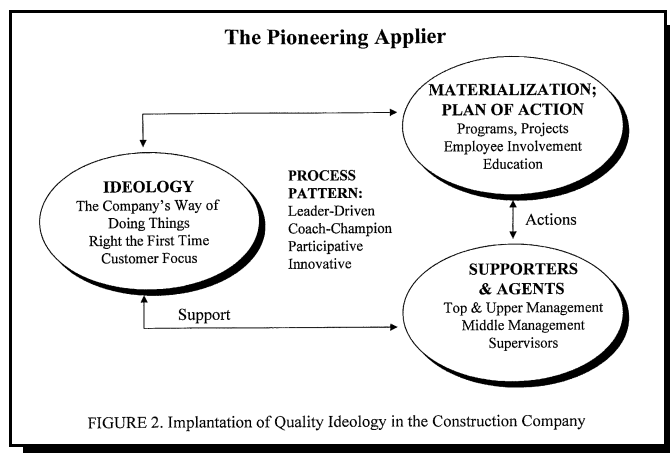 The Pioneering Applier
MATERIALIZATION;
PLAN OF ACTION
Programs, Projects
Employee Involvement
Education
IDEOLOGY
The Company's Way of
Doing Things
Right the First Time
Customer Focus
PROCESS
PATTERN:
Leader-Driven
Coach-Champion
Participative
Innovative
Actions
SUPPORTERS
& AGENTS
Top & Upper Management
Middle Management
Supervisors
Support
FIGURE 2. Implantation of Quality Ideology in the Construction Company